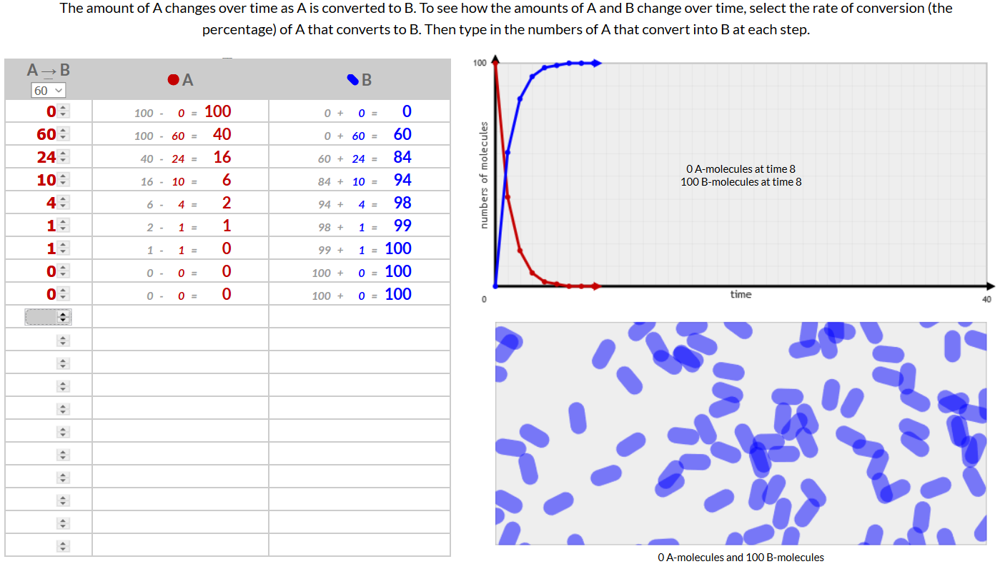 The amount of A changes over time as A is converted to B. To see how the amounts of A and B change over time, select the rate of conversion (the
percentage) of A that converts to B. Then type in the numbers of A that convert into B at each step.
A → B
60
A
B
0 100 - 0 = 100 0 + 0 = 0
60 100 - 60 = 40 0 + 60 = 60
24 40 - 24 = 16 60 + 24 = 84
10 16 - 10 = 6 84 + 10 = 94
4 6 - 4 = 2 94 + 4 = 98
1 2 - 1 = 1 98 + 1 = 99
1 1 - 1 = 0 99 + 1 = 100
0 0 - 0 = 0 100 + 0 = 100
0 0 - 0 = 0 100 + 0 = 100
100
numbers of molecules
0 A-molecules at time 8
100 B-molecules at time 8
0
time
40
0 A-molecules and 100 B-molecules